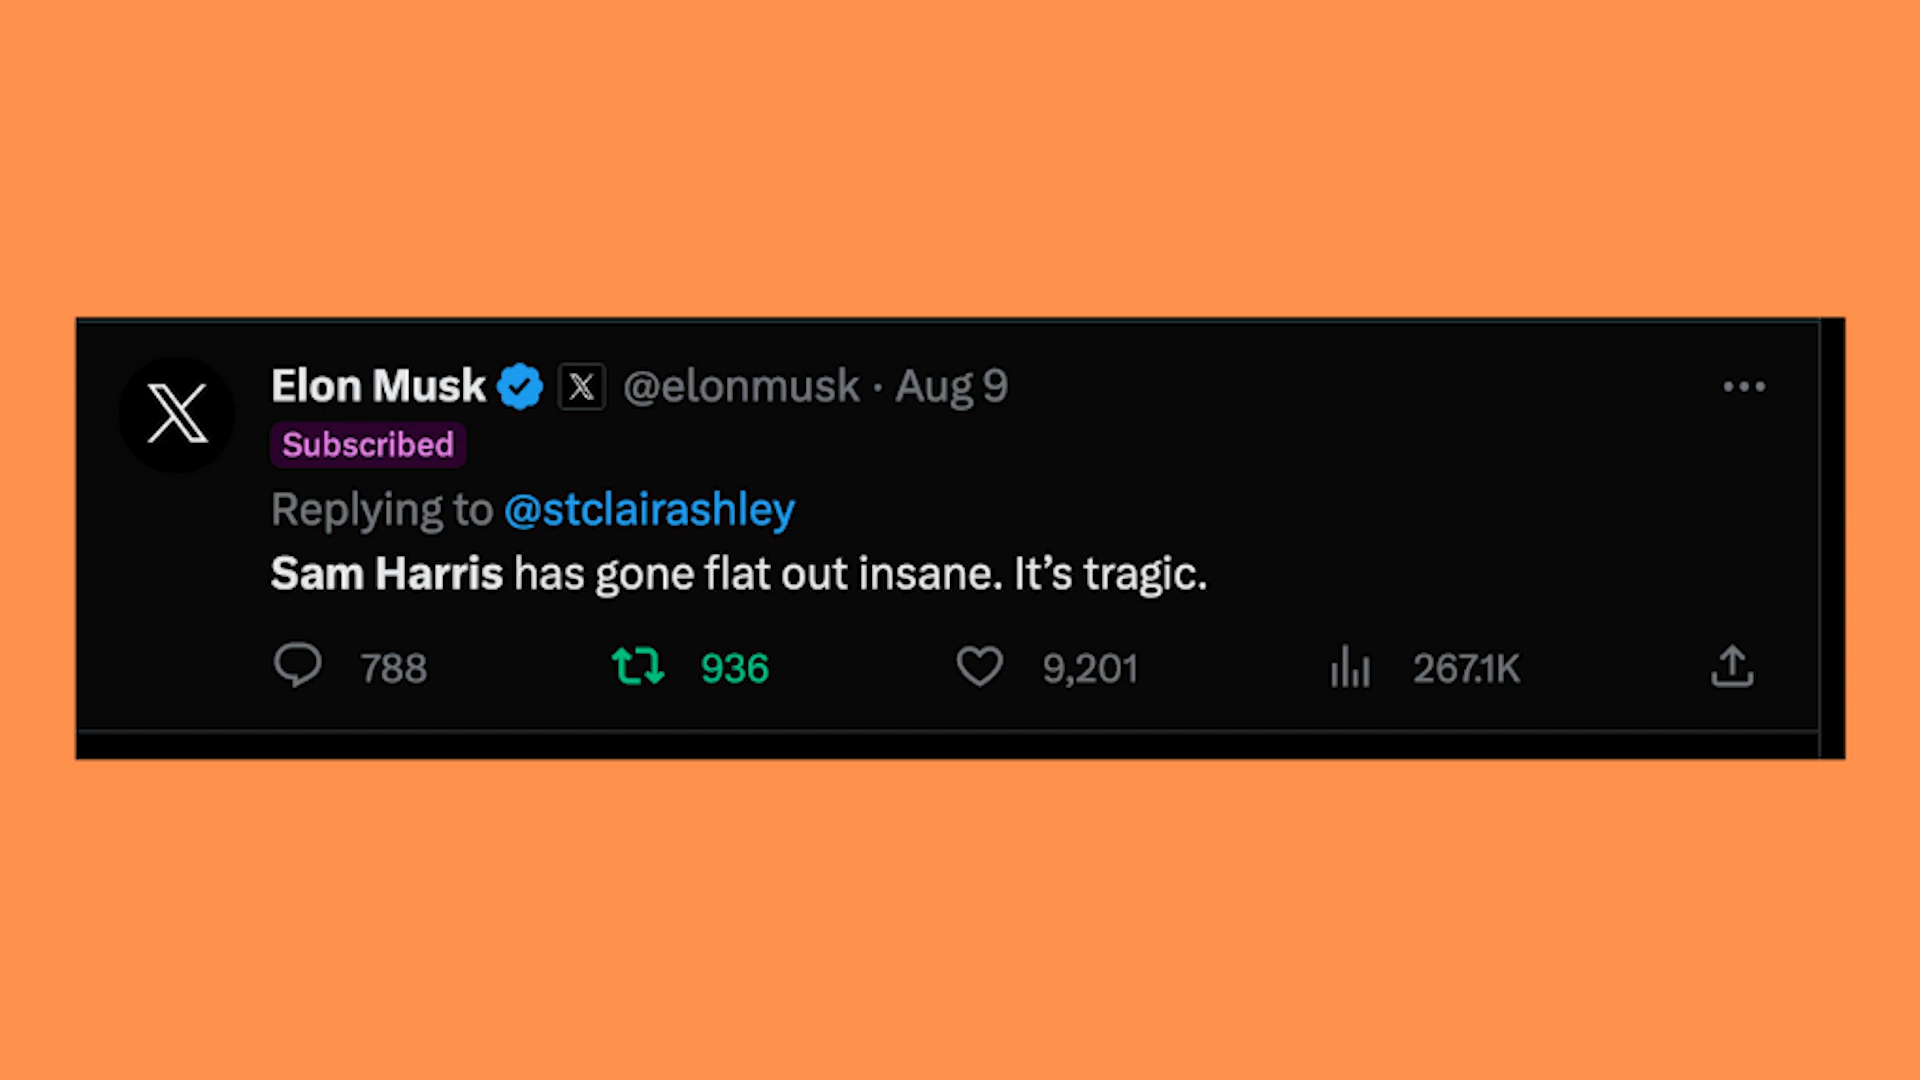 Elon Musk X @elonmusk · Aug 9
Subscribed
Replying to @stclairashley
Sam Harris has gone flat out insane. It’s tragic.
788 936 9,201 267.1K